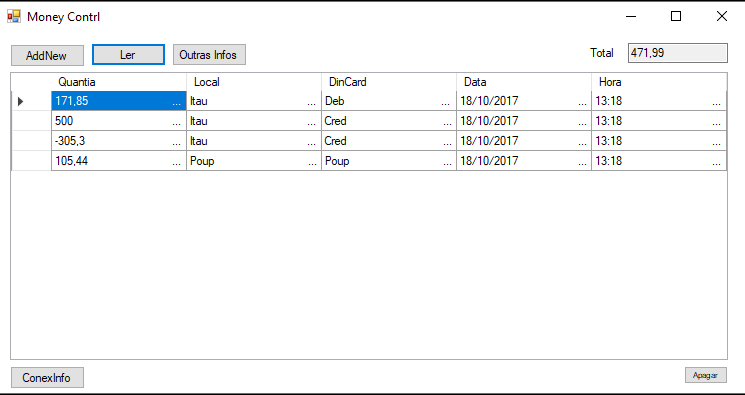 Money Contrl
AddNew Ler Outras Infos Total 471,99
Quantia Local DinCard Data Hora
171,85 ... Itau ... Deb ... 18/10/2017 ... 13:18 ...
500 ... Itau ... Cred ... 18/10/2017 ... 13:18 ...
-305,3 ... Itau ... Cred ... 18/10/2017 ... 13:18 ...
105,44 ... Poup ... Poup ... 18/10/2017 ... 13:18 ...
ConexInfo Apagar